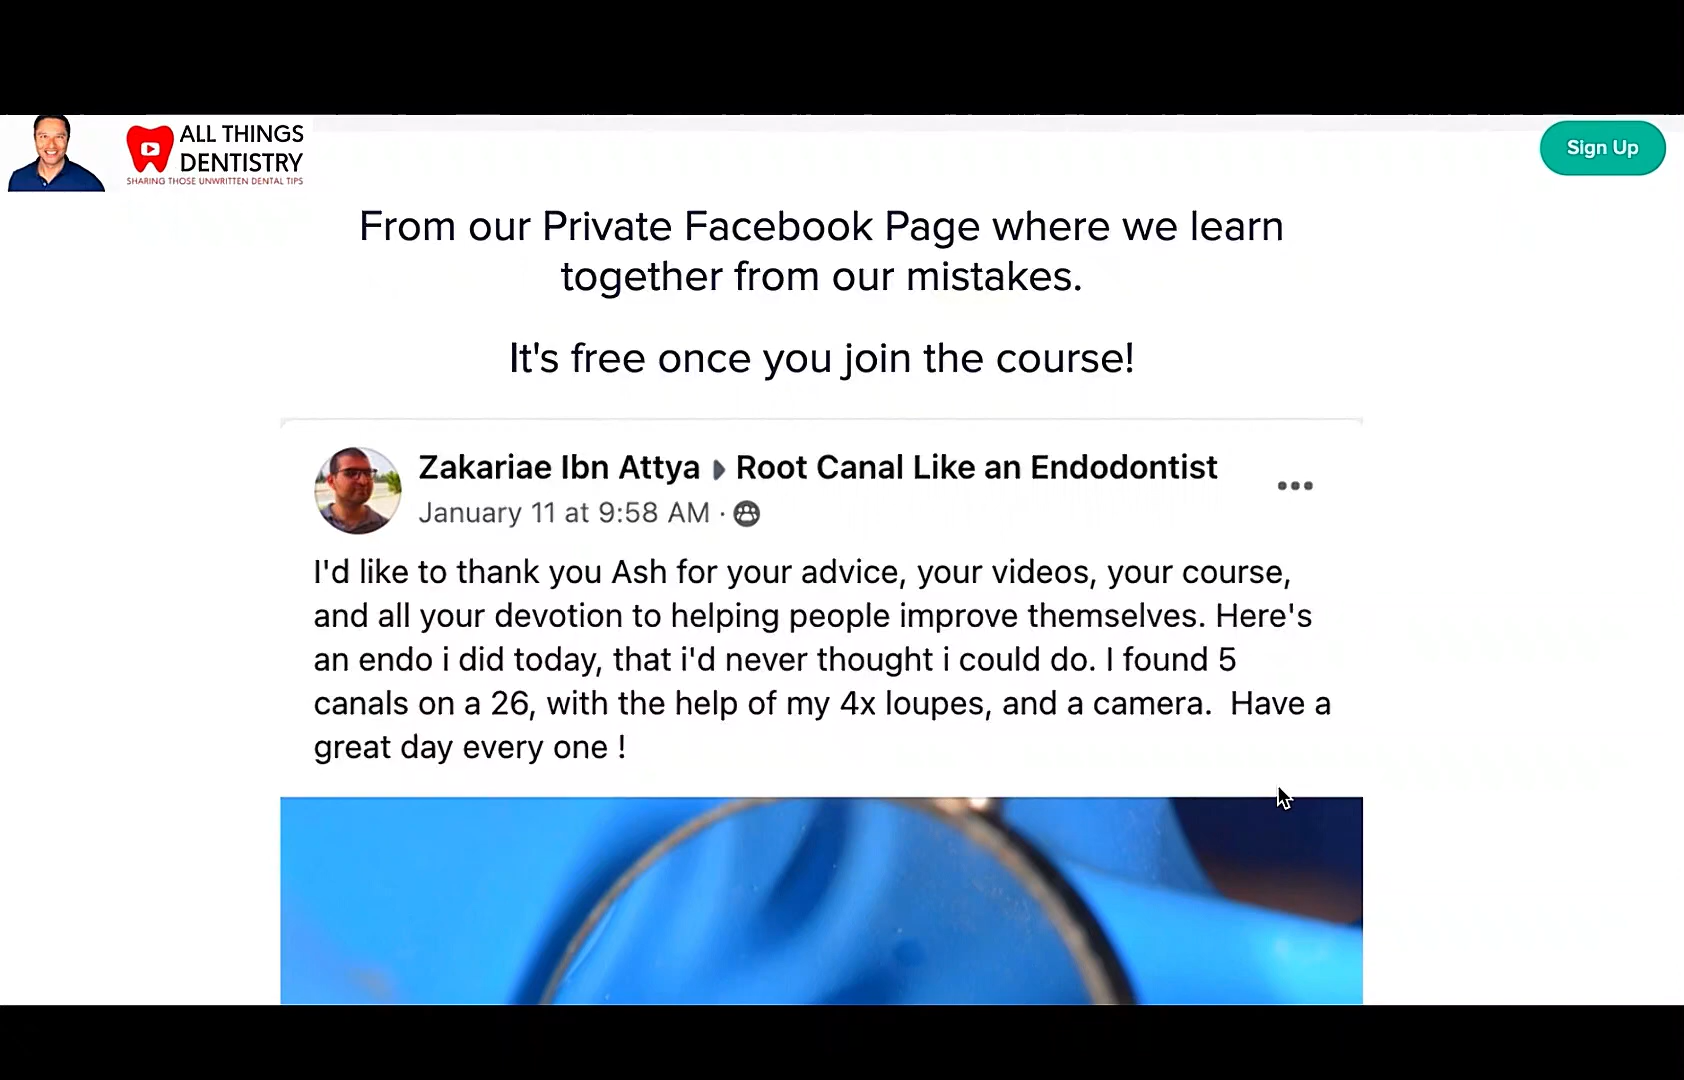 ALL THINGS
DENTISTRY
SHARING THOSE UNWRITTEN DENTAL TIPS
Sign Up
From our Private Facebook Page where we learn
together from our mistakes.
It's free once you join the course!
Zakariae Ibn Attya Root Canal Like an Endodontist
January 11 at 9:58 AM ·
I'd like to thank you Ash for your advice, your videos, your course,
and all your devotion to helping people improve themselves. Here's
an endo i did today, that i'd never thought i could do. I found 5
canals on a 26, with the help of my 4x loupes, and a camera.  Have a
great day every one !